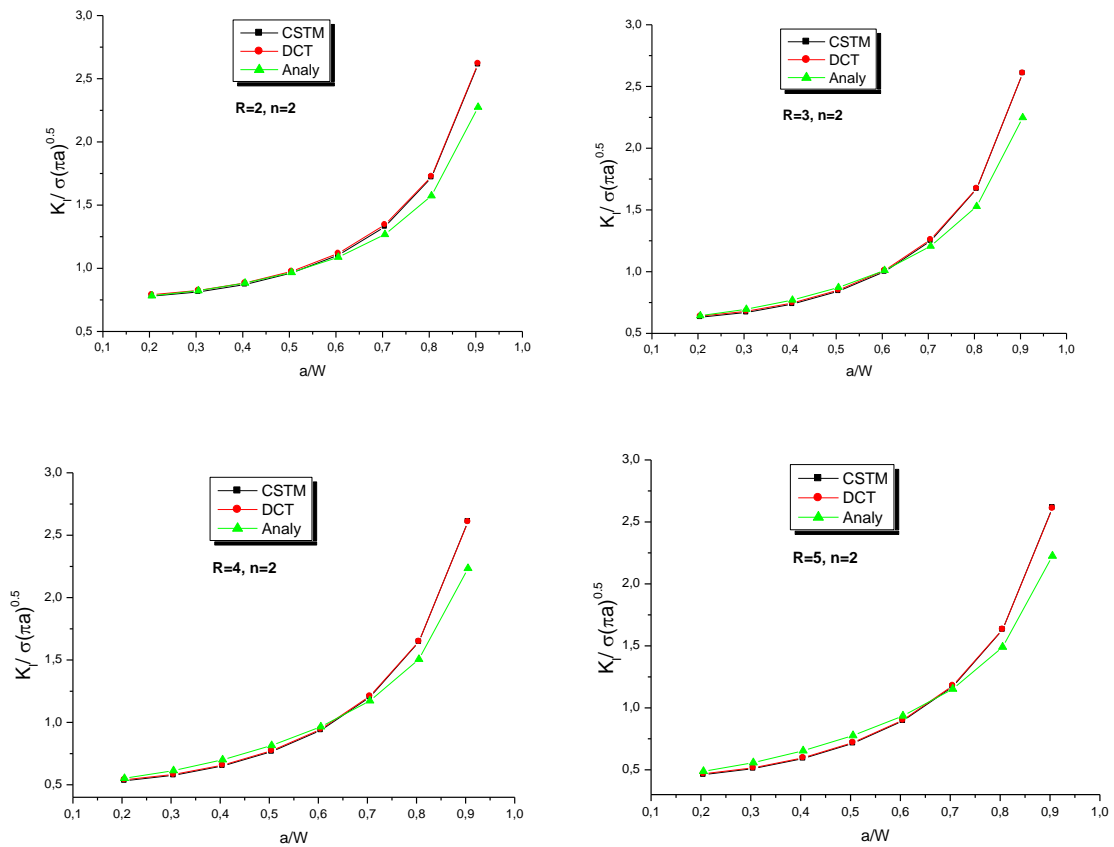 3,0
2,5
2,0
1,5
1,0
0,5
K_I/ σ(πa)^0.5
CSTM
DCT
Analy
R=2, n=2
0,1 0,2 0,3 0,4 0,5 0,6 0,7 0,8 0,9 1,0
a/W
3,0
2,5
2,0
1,5
1,0
0,5
K_I/ σ(πa)^0.5
CSTM
DCT
Analy
R=3, n=2
0,1 0,2 0,3 0,4 0,5 0,6 0,7 0,8 0,9 1,0
a/W
3,0
2,5
2,0
1,5
1,0
0,5
K_I/ σ(πa)^0.5
CSTM
DCT
Analy
R=4, n=2
0,1 0,2 0,3 0,4 0,5 0,6 0,7 0,8 0,9 1,0
a/W
3,0
2,5
2,0
1,5
1,0
0,5
K_I/ σ(πa)^0.5
CSTM
DCT
Analy
R=5, n=2
0,1 0,2 0,3 0,4 0,5 0,6 0,7 0,8 0,9 1,0
a/W